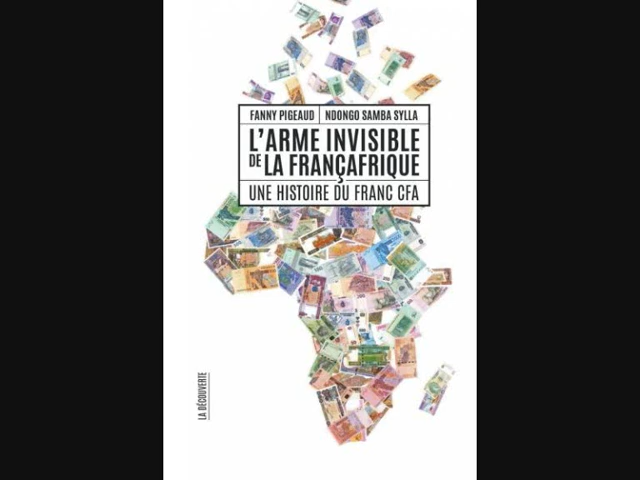 FANNY PIGEAUD NDONGO SAMBA SYLLA
L'ARME INVISIBLE
DE LA FRANÇAFRIQUE
UNE HISTOIRE DU FRANC CFA
LA DÉCOUVERTE